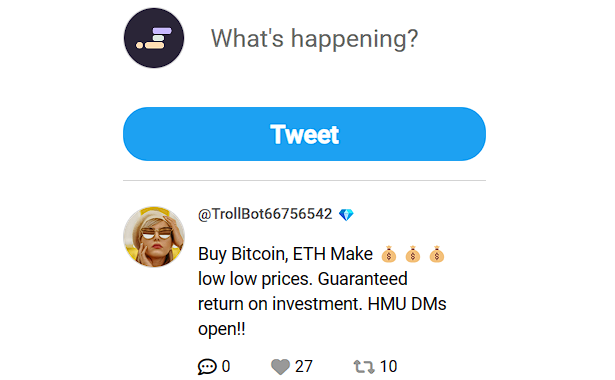 What's happening?
Tweet
@TrollBot66756542 💎
Buy Bitcoin, ETH Make 💰 💰 💰
low low prices. Guaranteed
return on investment. HMU DMs
open!!
0 27 10